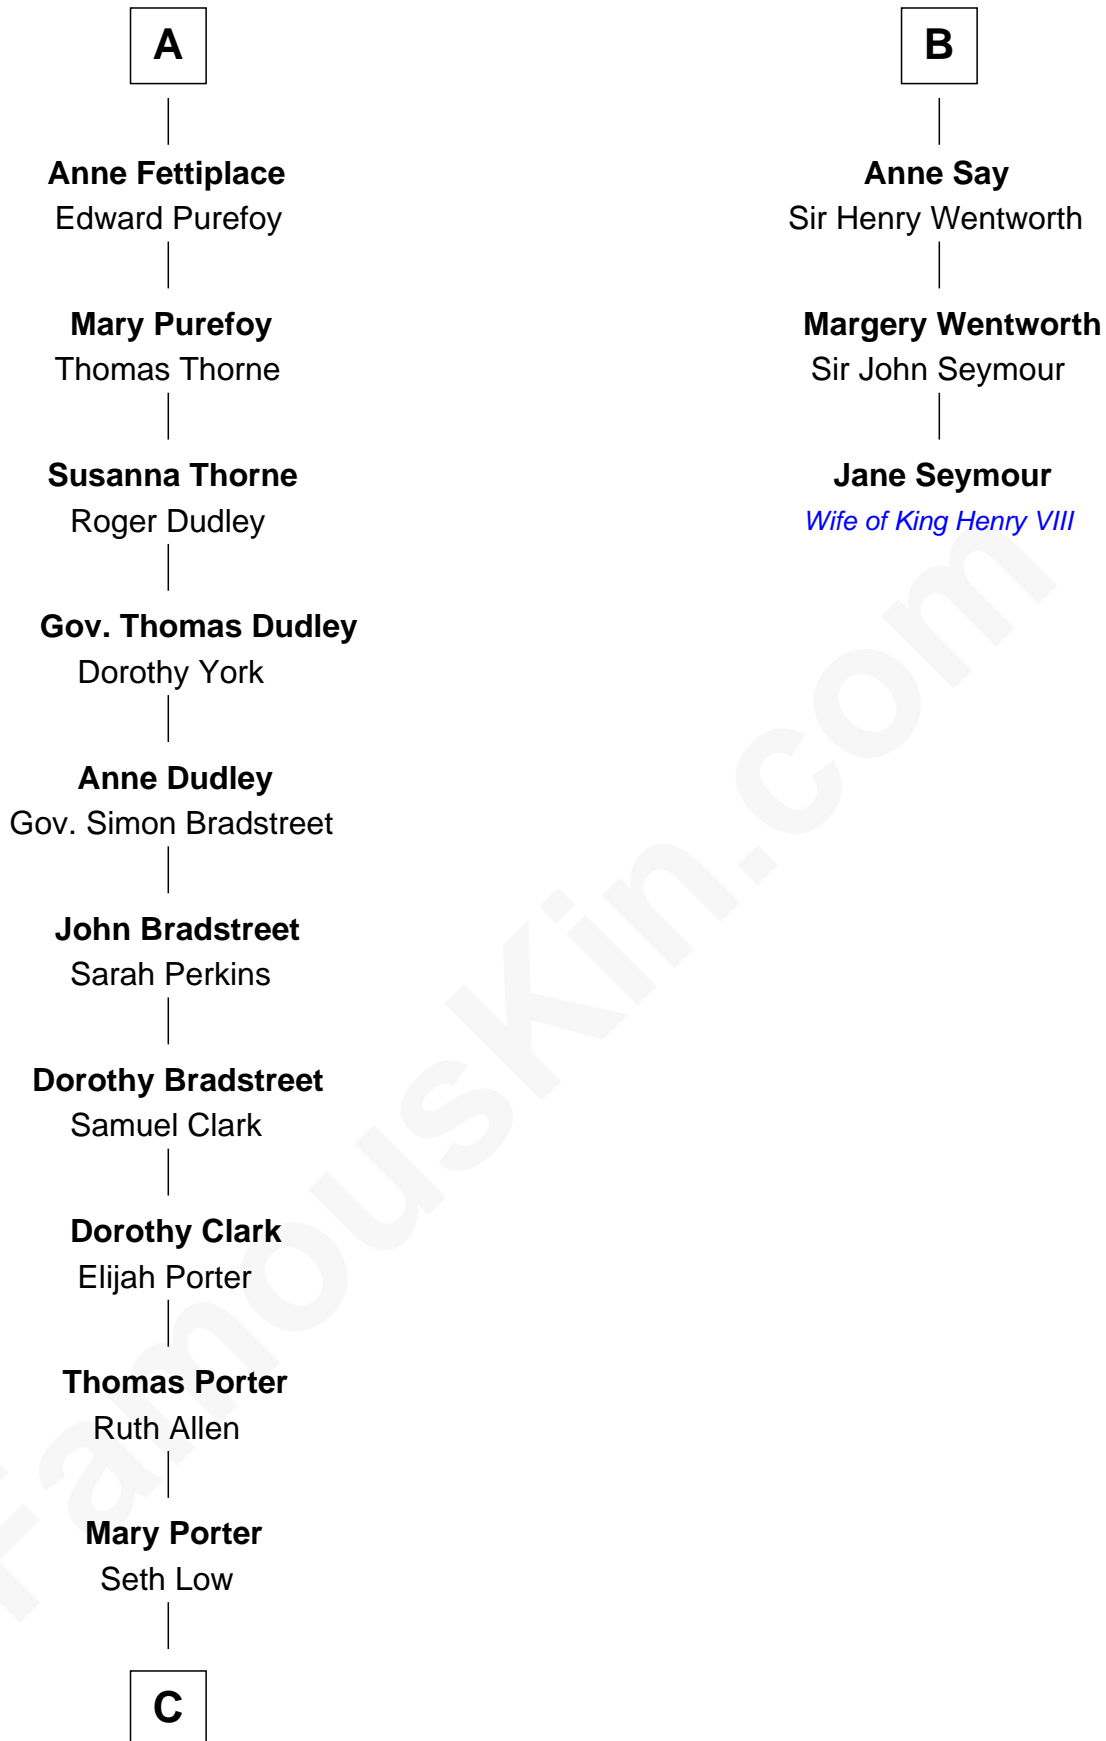 A
Anne Fettiplace
Edward Purefoy
Mary Purefoy
Thomas Thorne
Susanna Thorne
Roger Dudley
Gov. Thomas Dudley
Dorothy York
Anne Dudley
Gov. Simon Bradstreet
John Bradstreet
Sarah Perkins
Dorothy Bradstreet
Samuel Clark
Dorothy Clark
Elijah Porter
Thomas Porter
Ruth Allen
Mary Porter
Seth Low
C
B
Anne Say
Sir Henry Wentworth
Margery Wentworth
Sir John Seymour
Jane Seymour
Wife of King Henry VIII
FamousKin.com